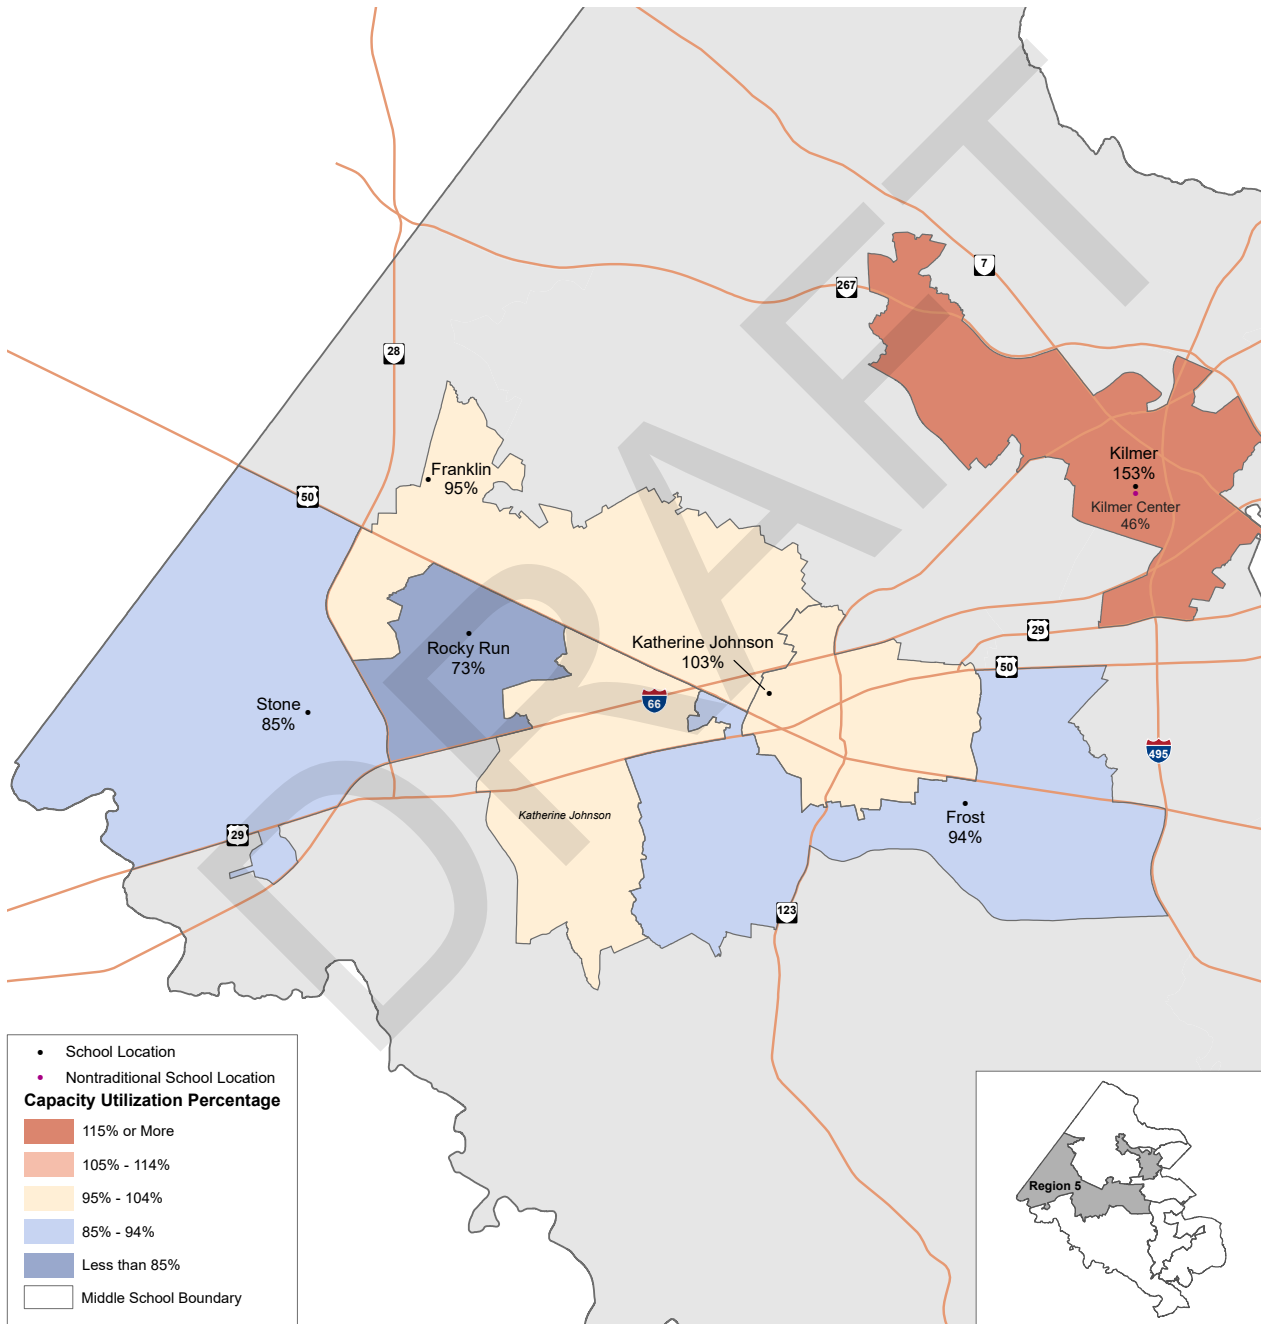 7
267
28
Franklin
95%
Kilmer
153%
Kilmer Center
46%
50
29
Rocky Run
73%
Katherine Johnson
103%
50
66
Stone
85%
495
Katherine Johnson
Frost
94%
29
123
DRAFT
School Location
Nontraditional School Location
Capacity Utilization Percentage
115% or More
105% - 114%
95% - 104%
85% - 94%
Less than 85%
Middle School Boundary
Region 5